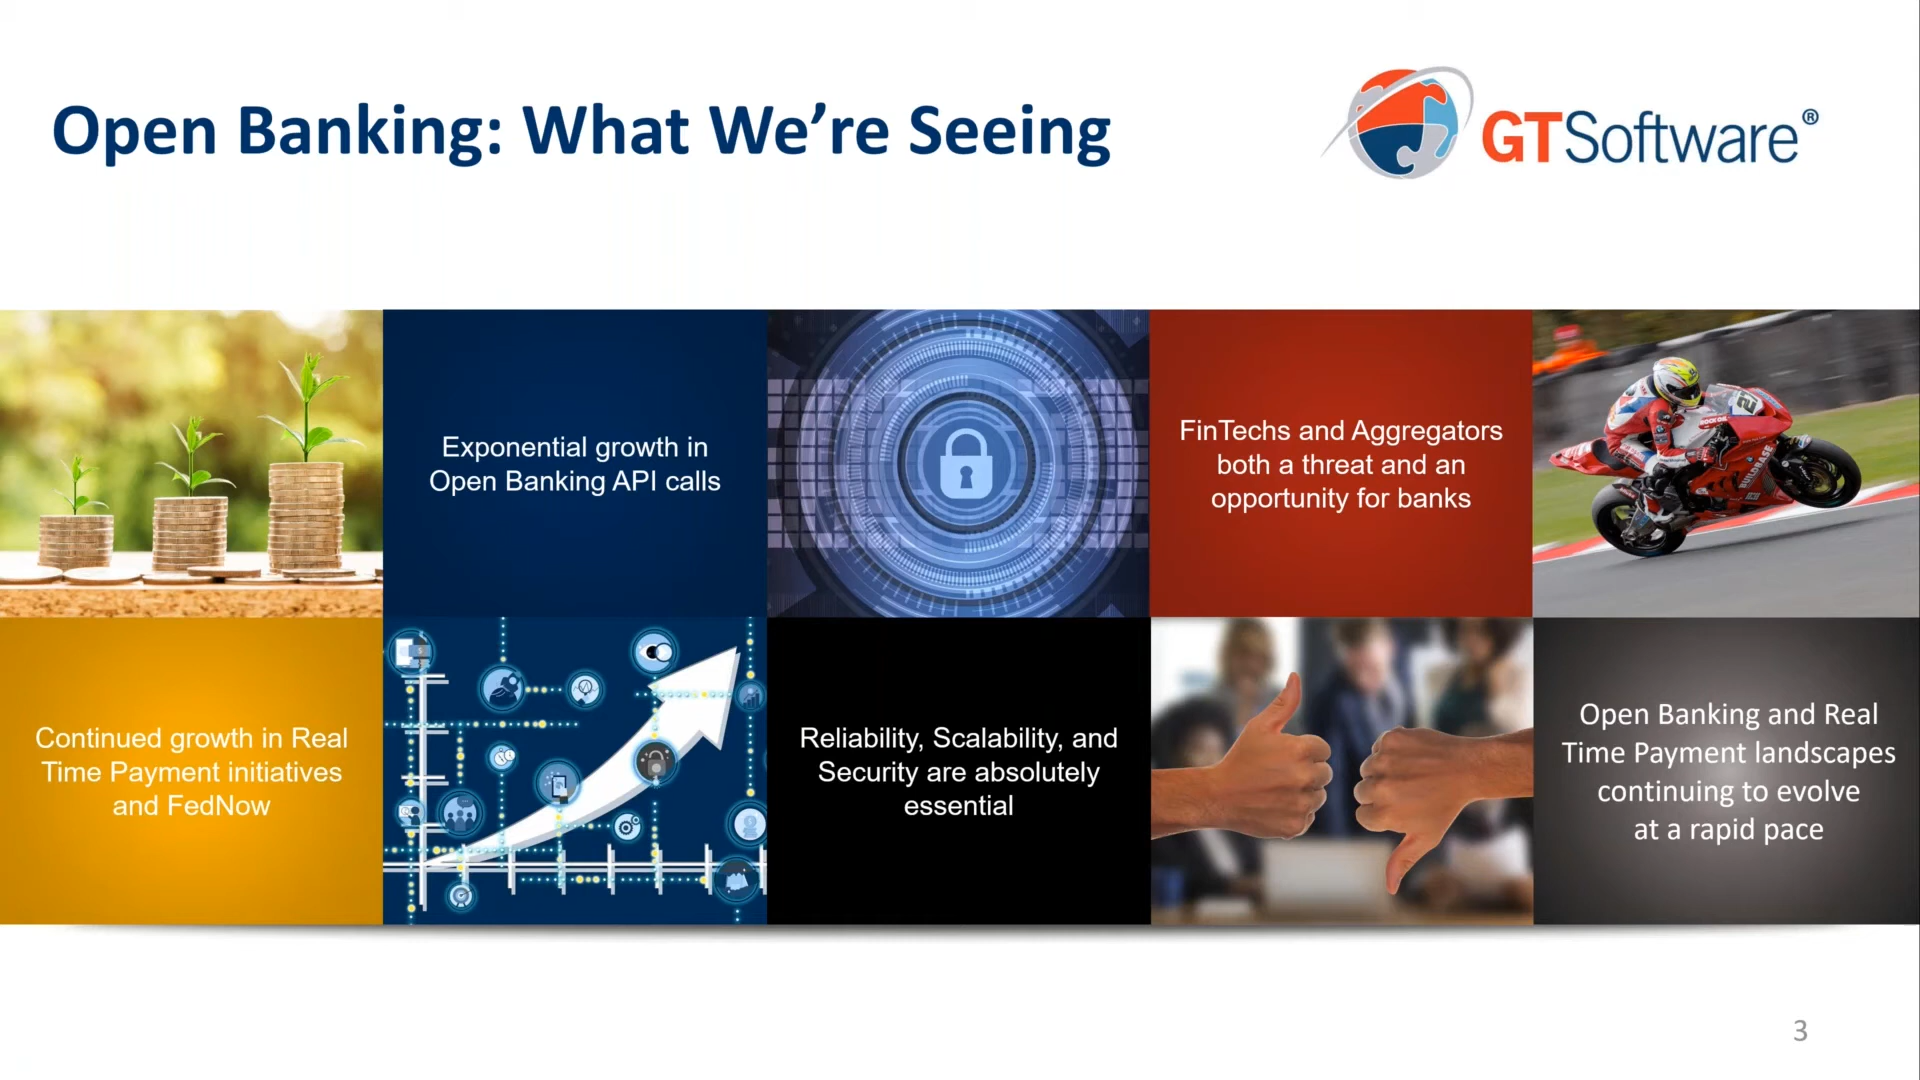 Open Banking: What We’re Seeing
GTSoftware®
Exponential growth in
Open Banking API calls
FinTechs and Aggregators
both a threat and an
opportunity for banks
Continued growth in Real
Time Payment initiatives
and FedNow
Reliability, Scalability, and
Security are absolutely
essential
Open Banking and Real
Time Payment landscapes
continuing to evolve
at a rapid pace
3